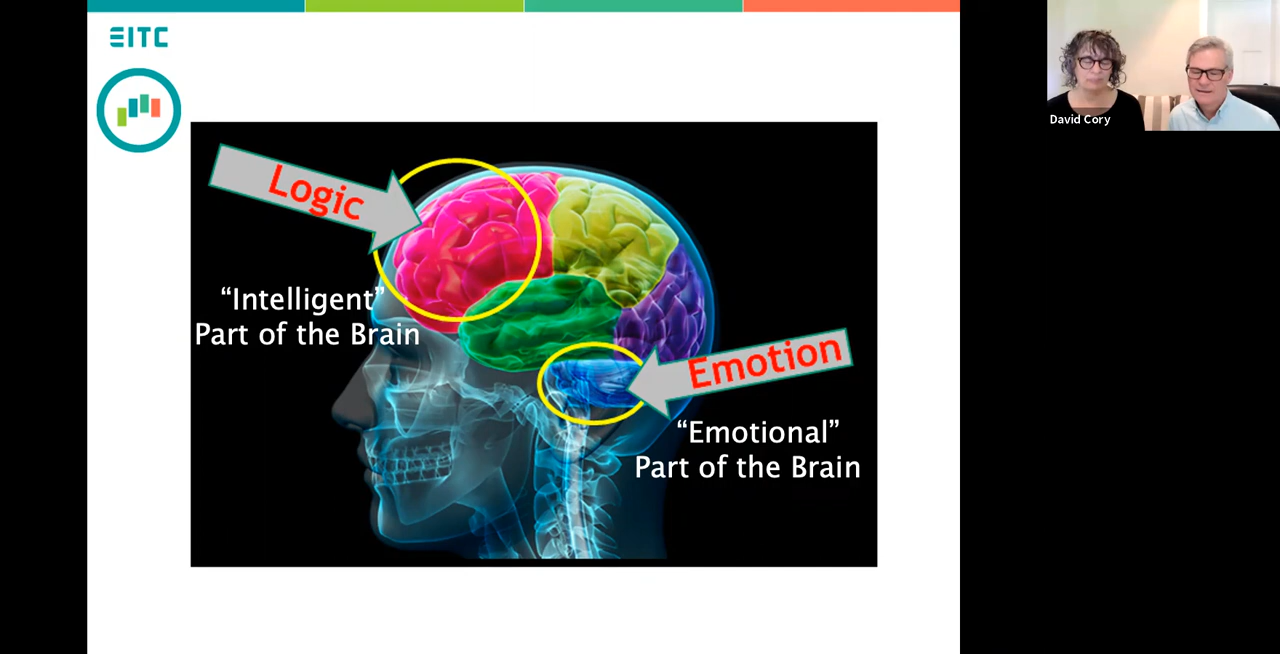 EITC
Logic
“Intelligent”
Part of the Brain
Emotion
“Emotional”
Part of the Brain
David Cory